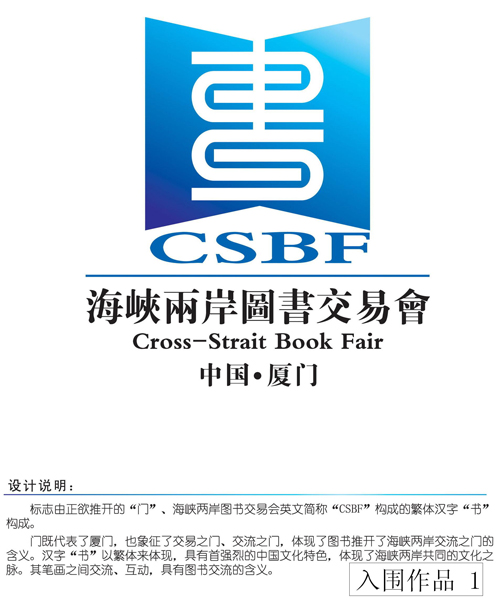 CSBF
海峽兩岸圖書交易會
Cross-Strait Book Fair
中国·厦门
设计说明：
标志由正欲推开的“门”、海峡两岸图书交易会英文简称“CSBF”构成的繁体汉字“书”
构成。
门既代表了厦门，也象征了交易之门、交流之门，体现了图书推开了海峡两岸交流之门的
含义。汉字“书”以繁体来体现，具有首强烈的中国文化特色，体现了海峡两岸共同的文化之
脉。其笔画之间交流、互动，具有图书交流的含义。
入围作品 1